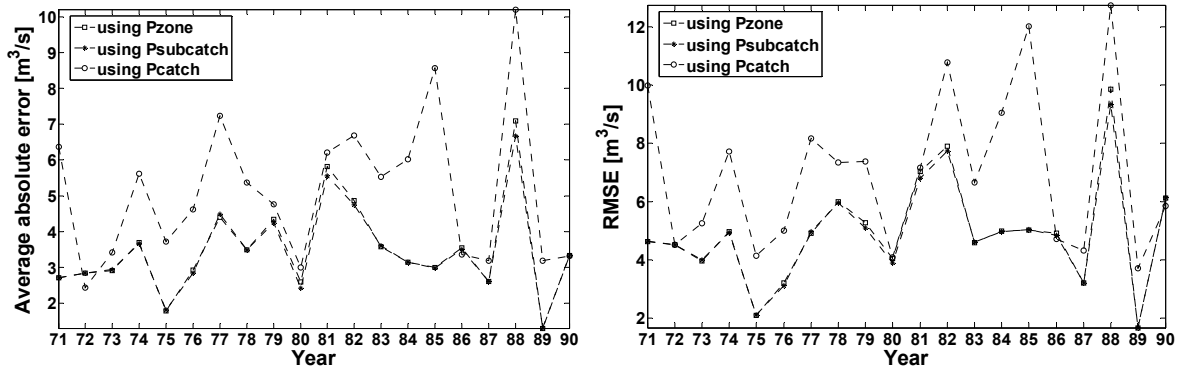 Average absolute error [m³/s]
10
9
8
7
6
5
4
3
2
using Pzone
using Psubcatch
using Pcatch
71 72 73 74 75 76 77 78 79 80 81 82 83 84 85 86 87 88 89 90
Year
RMSE [m³/s]
12
10
8
6
4
2
using Pzone
using Psubcatch
using Pcatch
71 72 73 74 75 76 77 78 79 80 81 82 83 84 85 86 87 88 89 90
Year